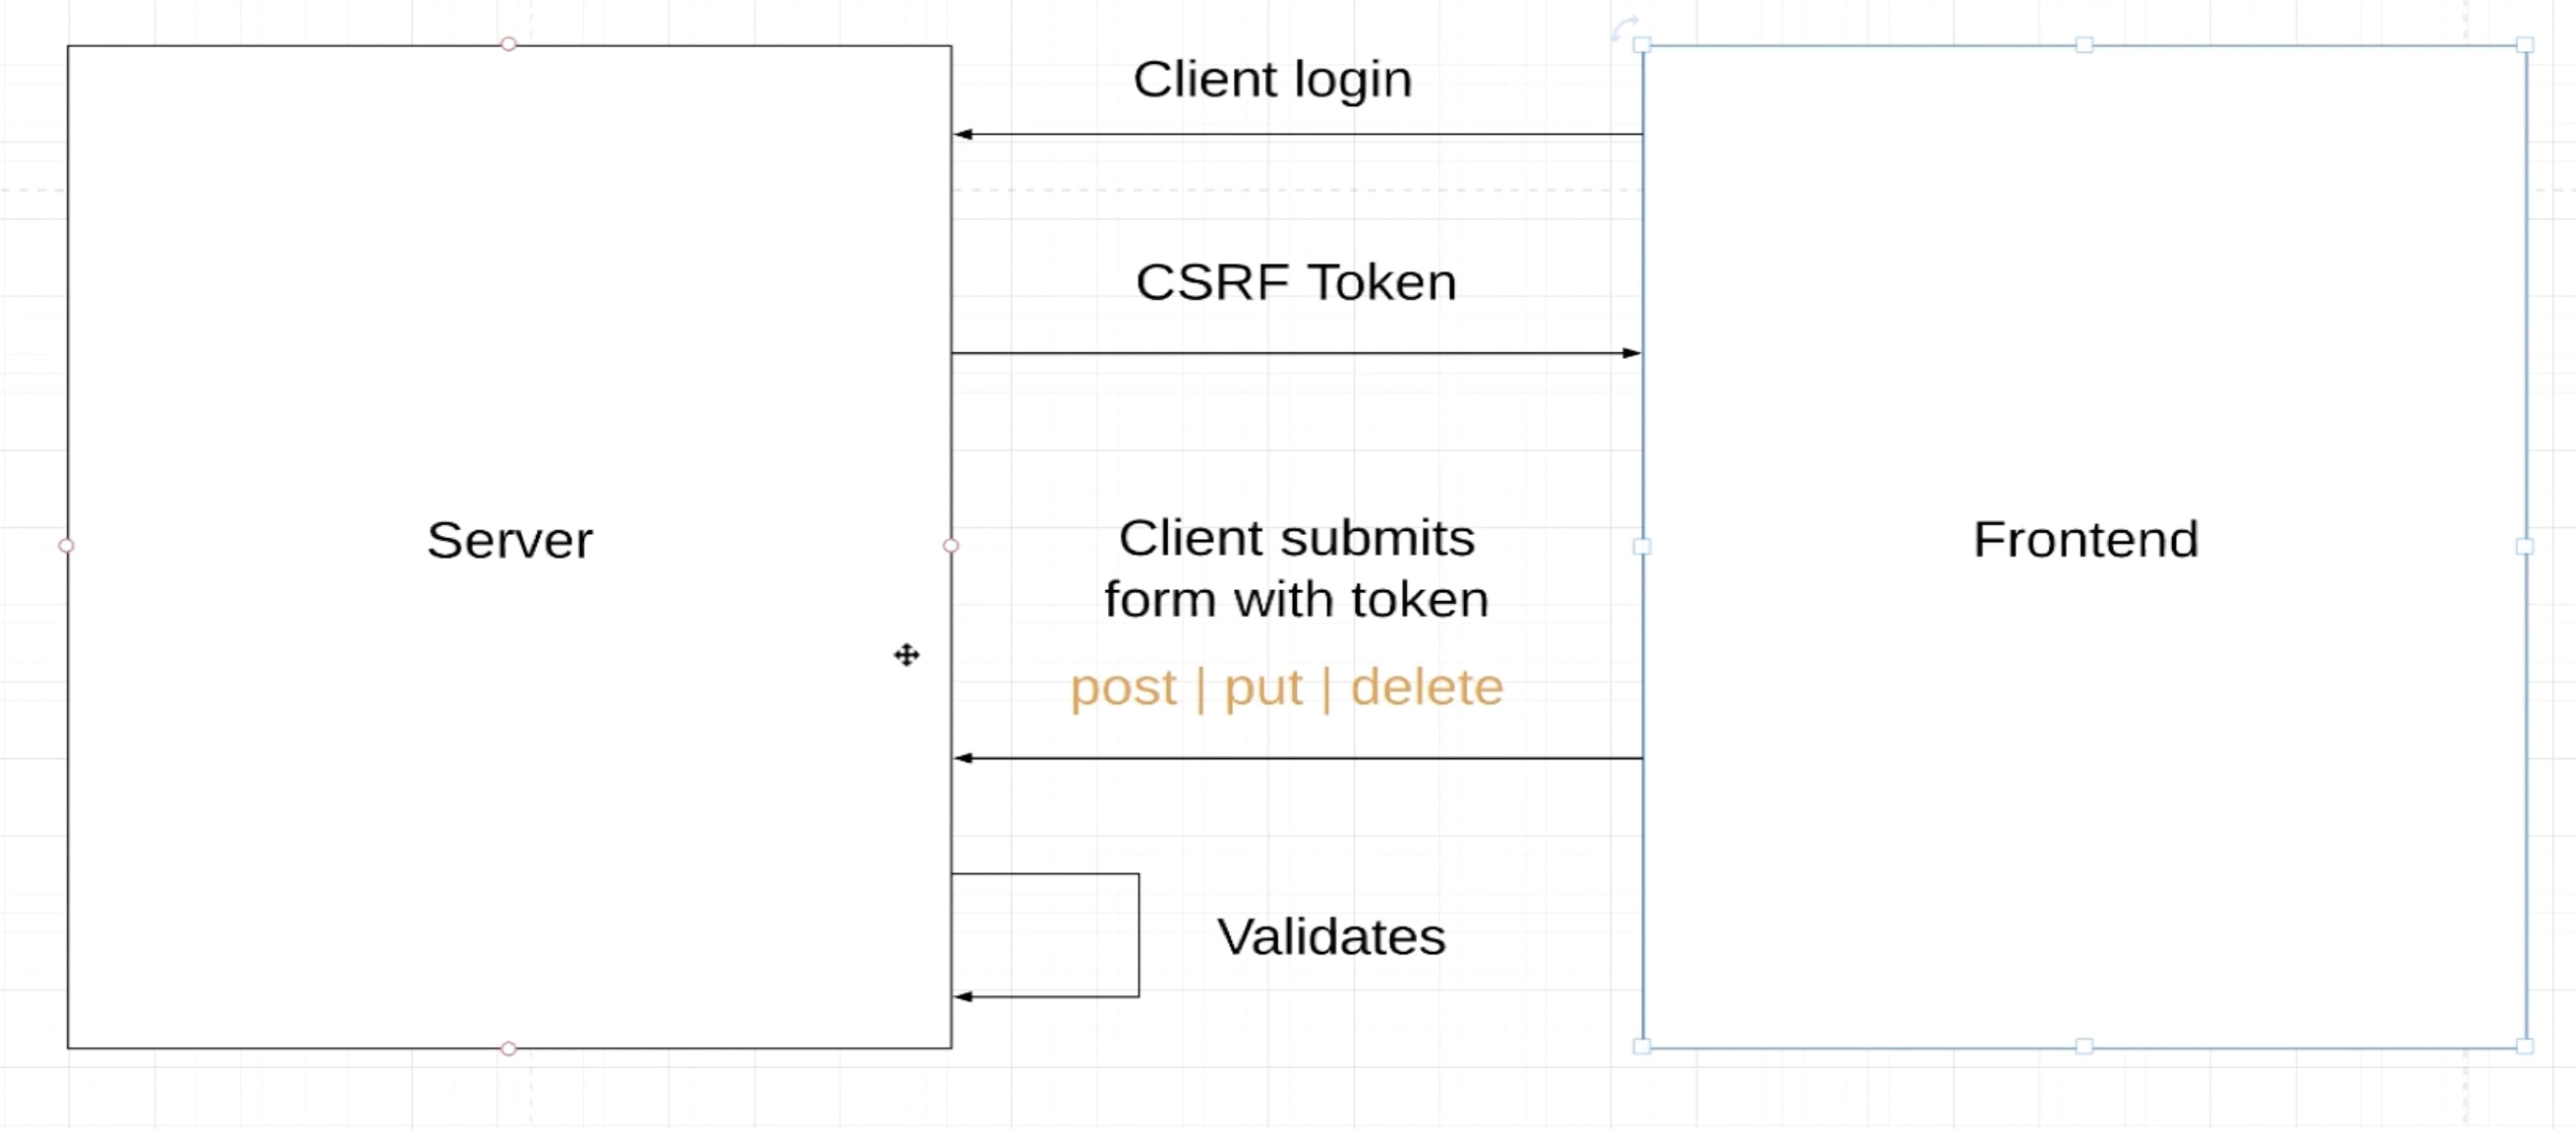 Client login
CSRF Token
Server
Client submits
form with token
Frontend
post | put | delete
Validates